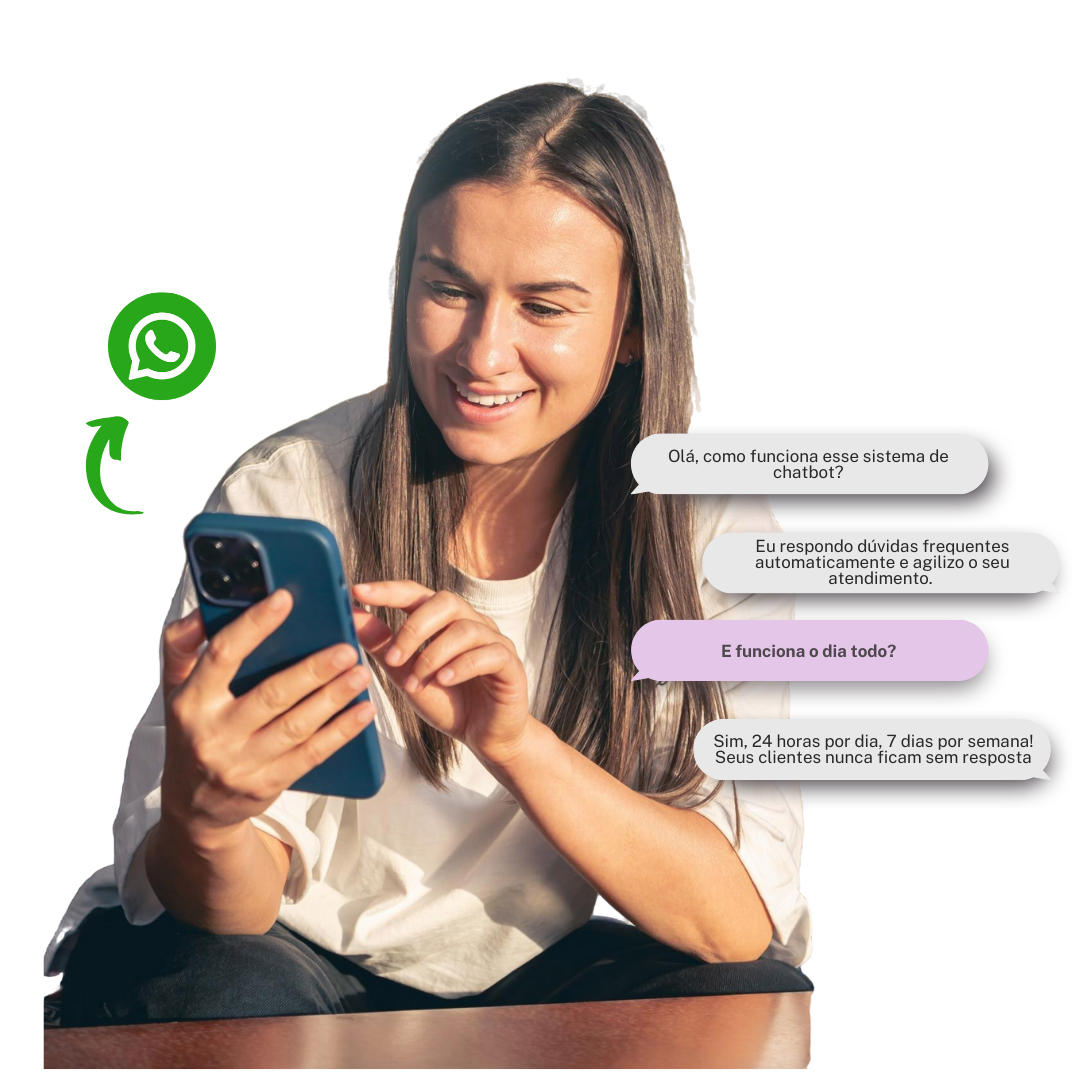 Olá, como funciona esse sistema de
chatbot?
Eu respondo dúvidas frequentes
automaticamente e agilizo o seu
atendimento.
E funciona o dia todo?
Sim, 24 horas por dia, 7 dias por semana!
Seus clientes nunca ficam sem resposta